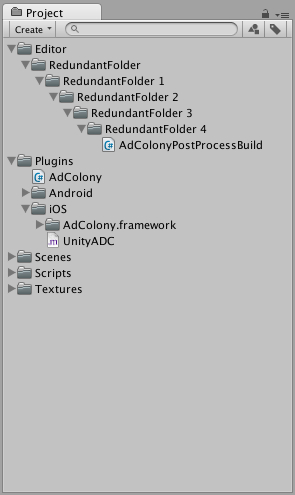 Project
Create
Editor
RedundantFolder
RedundantFolder 1
RedundantFolder 2
RedundantFolder 3
RedundantFolder 4
C# AdColonyPostProcessBuild
Plugins
C# AdColony
Android
iOS
AdColony.framework
.m UnityADC
Scenes
Scripts
Textures